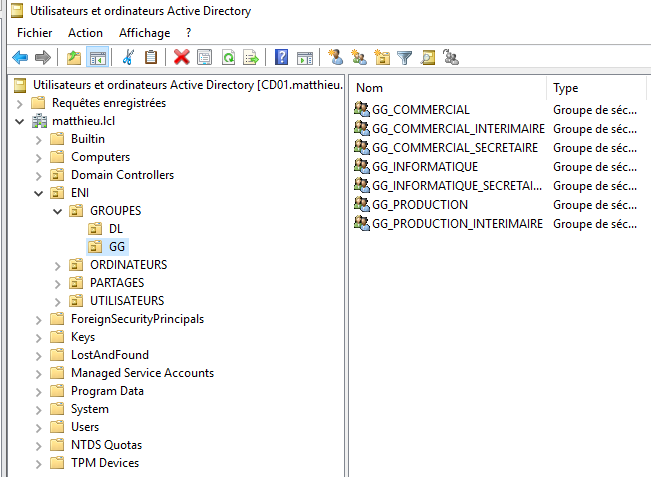 Utilisateurs et ordinateurs Active Directory
Fichier Action Affichage ?
Utilisateurs et ordinateurs Active Directory [CD01.matthieu.
Requêtes enregistrées
matthieu.lcl
Builtin
Computers
Domain Controllers
ENI
GROUPES
DL
GG
ORDINATEURS
PARTAGES
UTILISATEURS
ForeignSecurityPrincipals
Keys
LostAndFound
Managed Service Accounts
Program Data
System
Users
NTDS Quotas
TPM Devices
Nom Type
GG_COMMERCIAL Groupe de séc...
GG_COMMERCIAL_INTERIMAIRE Groupe de séc...
GG_COMMERCIAL_SECRETAIRE Groupe de séc...
GG_INFORMATIQUE Groupe de séc...
GG_INFORMATIQUE_SECRETAI... Groupe de séc...
GG_PRODUCTION Groupe de séc...
GG_PRODUCTION_INTERIMAIRE Groupe de séc...